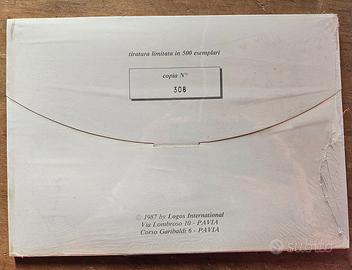 tiratura limitata in 500 esemplari
copia N°
308
© 1987 by Logos International
Via Lombroso 10 - PAVIA
Corso Garibaldi 6 - PAVIA
SUbito